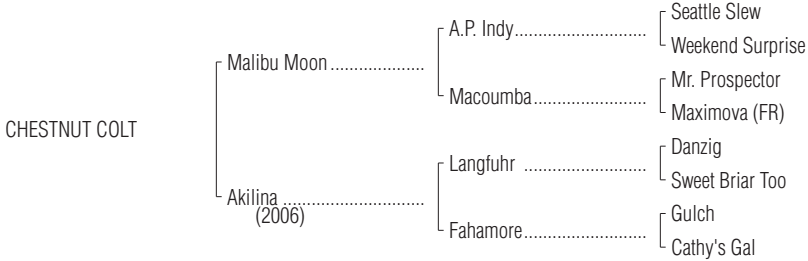 Seattle Slew
A.P. Indy..............................
Weekend Surprise
Malibu Moon .....................
Mr. Prospector
Macoumba..........................
Maximova (FR)
CHESTNUT COLT
Danzig
Langfuhr ............................
Sweet Briar Too
Akilina ................................
(2006)
Gulch
Fahamore............................
Cathy's Gal